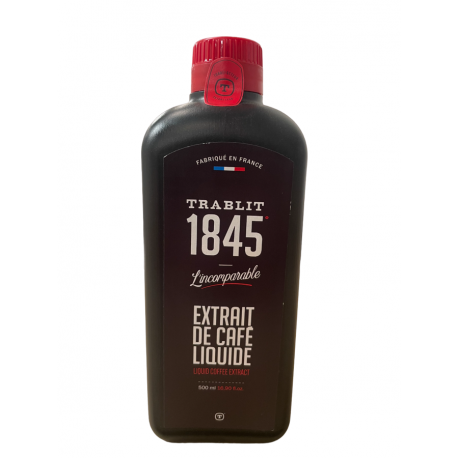 FABRIQUÉ EN FRANCE
TRABLIT
1845
L'incomparable
EXTRAIT
DE CAFÉ
LIQUIDE
LIQUID COFFEE EXTRACT
500 ml